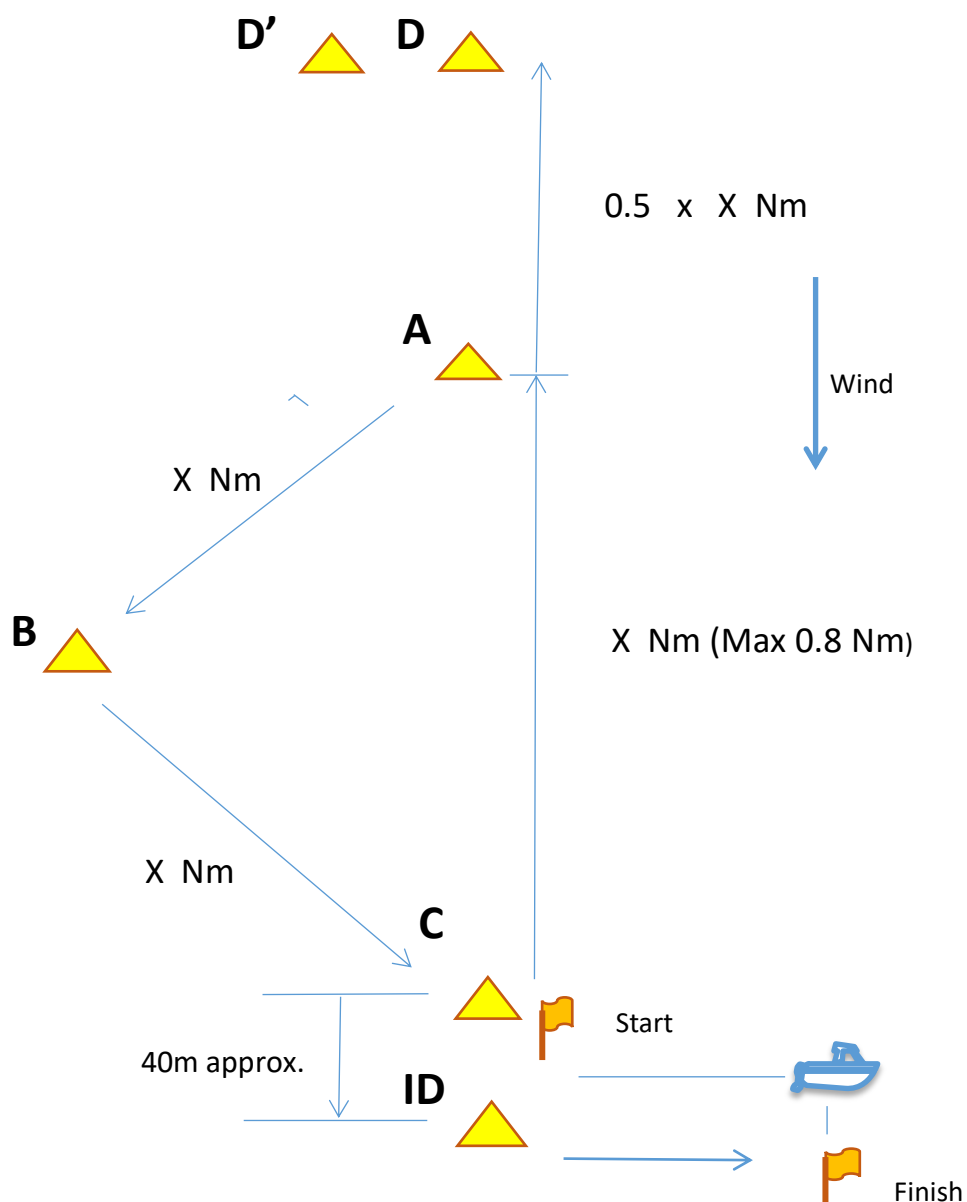 D’ D
0.5 x X Nm
A
Wind
X Nm
B
X Nm (Max 0.8 Nm)
X Nm
C
Start
40m approx.
ID
Finish